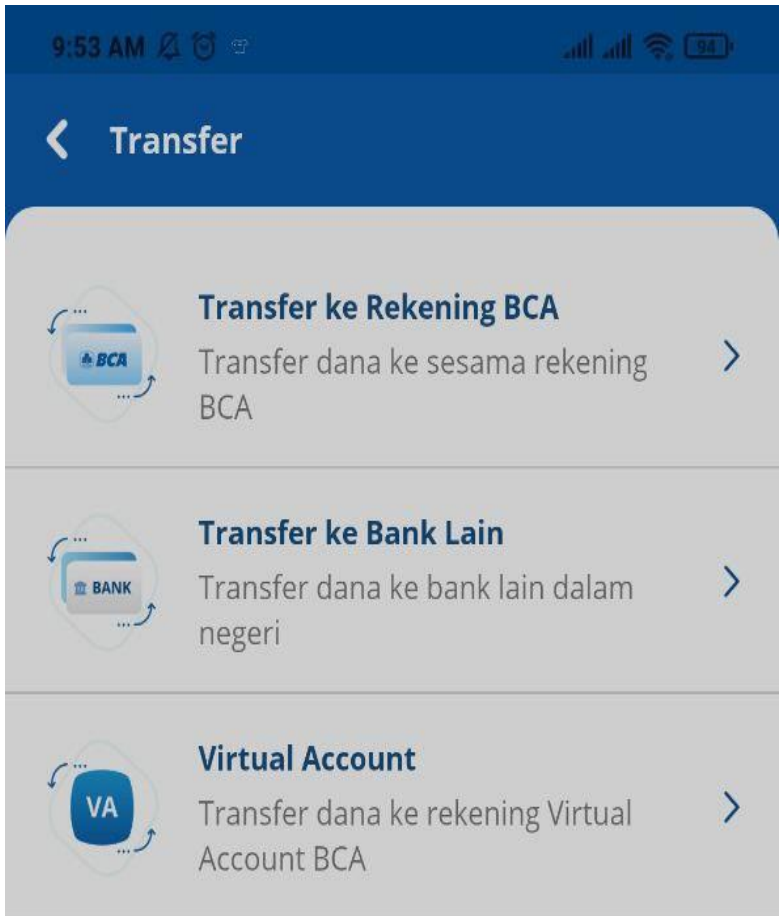 9:53 AM 94
Transfer
Transfer ke Rekening BCA
BCA
Transfer dana ke sesama rekening
BCA
Transfer ke Bank Lain
BANK
Transfer dana ke bank lain dalam
negeri
Virtual Account
VA
Transfer dana ke rekening Virtual
Account BCA